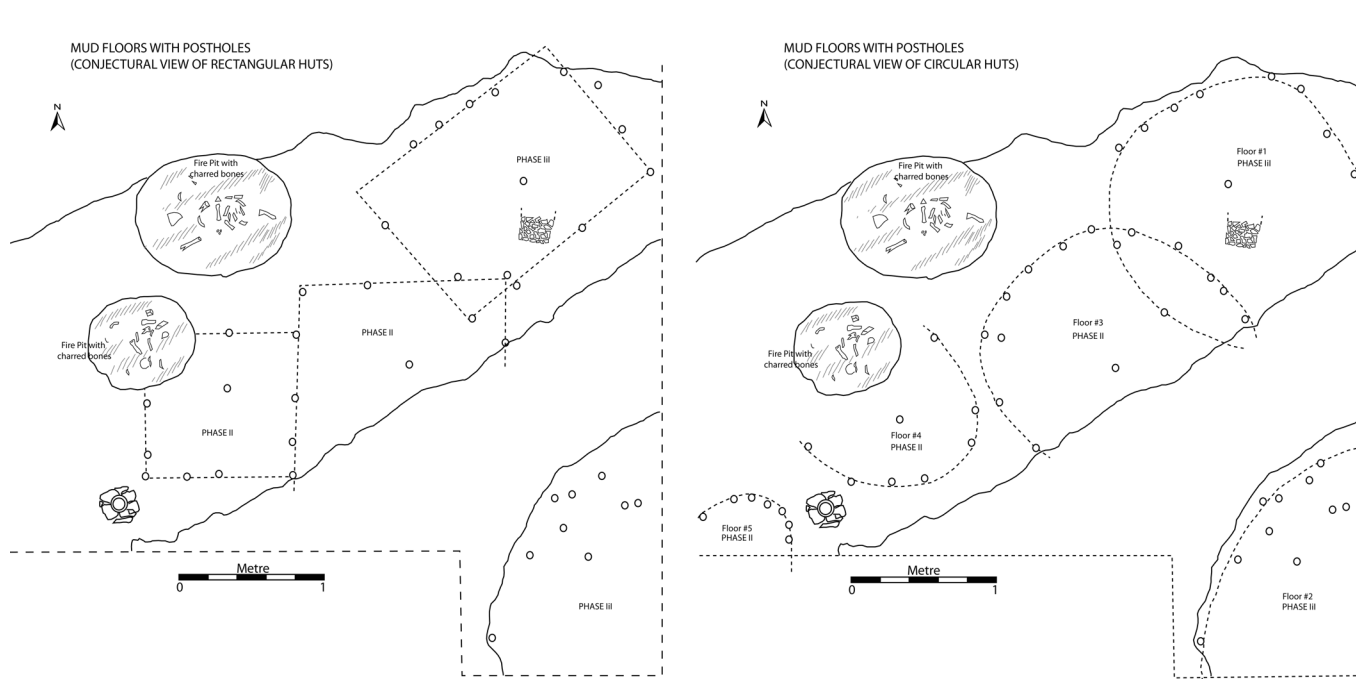 MUD FLOORS WITH POSTHOLES
(CONJECTURAL VIEW OF RECTANGULAR HUTS)
N
Fire Pit with
charred bones
PHASE IiI
PHASE II
Fire Pit with
charred bones
PHASE II
PHASE IiI
Metre
0 1
MUD FLOORS WITH POSTHOLES
(CONJECTURAL VIEW OF CIRCULAR HUTS)
N
Fire Pit with
charred bones
Floor #1
PHASE IiI
Floor #3
PHASE II
Fire Pit with
charred bones
Floor #4
PHASE II
Floor #5
PHASE II
Floor #2
PHASE IiI
Metre
0 1